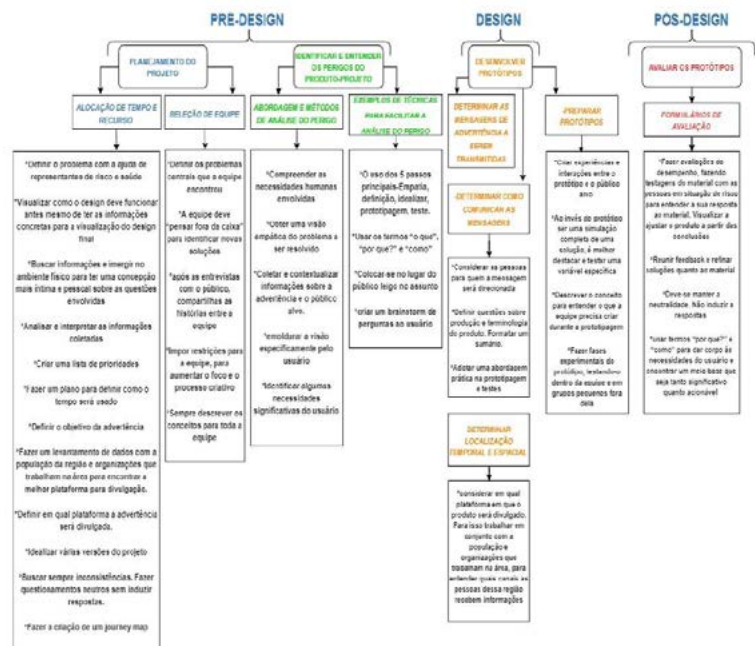 PRÉ-DESIGN
PLANEJAMENTO DO
PROJETO
IDENTIFICAR E ENTENDER
OS PERIGOS DO
PRODUTO-PROJETO
ALOCAÇÃO DE TEMPO E
RECURSO
*Definir o problema com a ajuda de
representantes de risco e saúde
*Visualizar como o design deve funcionar
antes mesmo de ter as informações
concretas para a visualização do design
final
*Buscar informações e imergir no
ambiente físico para ter uma concepção
mais íntima e pessoal sobre as questões
envolvidas
*Analisar e interpretar as informações
coletadas
*Criar uma lista de prioridades
*Fazer um plano para definir como o
tempo será usado
*Definir o objetivo da advertência
*Fazer um levantamento de dados com a
população da região e organizações que
trabalham na área para encontrar a
melhor plataforma para divulgação.
*Definir em qual plataforma a advertência
será divulgada.
*Idealizar várias versões do projeto
*Buscar sempre inconsistências. Fazer
questionamentos neutros sem induzir
respostas.
*Fazer a criação de um journey map
SELEÇÃO DE EQUIPE
*Definir os problemas
centrais que a equipe
encontrou
*A equipe deve
"pensar fora da caixa"
para identificar novas
soluções
*após as entrevistas
com o público,
compartilhas as
histórias entre a
equipe
*Impor restrições para
a equipe, para
aumentar o foco e o
processo criativo
*Sempre descrever os
conceitos para toda a
equipe
ABORDAGEM E MÉTODOS
DE ANÁLISE DO PERIGO
*Compreender as
necessidades humanas
envolvidas
*Obter uma visão
empática do problema a
ser resolvido
*Coletar e contextualizar
informações sobre a
advertência e o público alvo.
*emoldurar a visão
especificamente pelo
usuário
*Identificar algumas
necessidades
significativas do usuário
EXEMPLOS DE TÉCNICAS
PARA FACILITAR A
ANÁLISE DO PERIGO
*O uso dos 5 passos
principais-Empatia,
definição, idealizar,
prototipagem, teste.
*Usar os termos "o que",
"por que?" e "como"
*Colocar-se no lugar do
público leigo no assunto
*criar um brainstorm de
perguntas ao usuário
DESIGN
DESENVOLVER
PROTÓTIPOS
DETERMINAR AS
MENSAGENS DE
ADVERTÊNCIA A
SEREM
TRANSMITIDAS
-DETERMINAR COMO
COMUNICAR AS
MENSAGENS
*Considerar as pessoas
para quem a mensagem
será direcionada
*Definir questões sobre
produção e terminologia
do produto. Formatar um
sumário.
*Adotar uma abordagem
prática na prototipagem e
testes
DETERMINAR
LOCALIZAÇÃO
TEMPORAL E ESPACIAL
*considerar em qual
plataforma em que o
produto será divulgado.
Para isso trabalhar em
conjunto com a
população e
organizações que
trabalham na área, para
entender quais canais as
pessoas dessa região
recebem informações
-PREPARAR
PROTÓTIPOS
*Criar experiências e
interações entre o
protótipo e o público
alvo
*Ao invés do protótipo
ser uma simulação
completa de uma
solução, é melhor
destacar e testar uma
variável específica
*Descrever o conceito
para entender o que a
equipe precisa criar
durante a prototipagem
*Fazer fases
experimentais do
protótipo, testando-o
dentro da equipe e em
grupos pequenos fora
dela
PÓS-DESIGN
AVALIAR OS PROTÓTIPOS
FORMULÁRIOS DE
AVALIAÇÃO
*Fazer avaliações de
desempenho, fazendo
testagens do material com as
pessoas em situação de risco
para entender a sua resposta
ao material. Visualizar a
ajustar o produto a partir das
conclusões
*Reunir feedback e refinar
soluções quanto ao material
*Deve-se manter a
neutralidade. Não induzir a
respostas
*usar termos "por quê?" e
"como" para dar corpo às
necessidades do usuário e
encontrar um meio base que
seja tanto significativo
quanto acionável